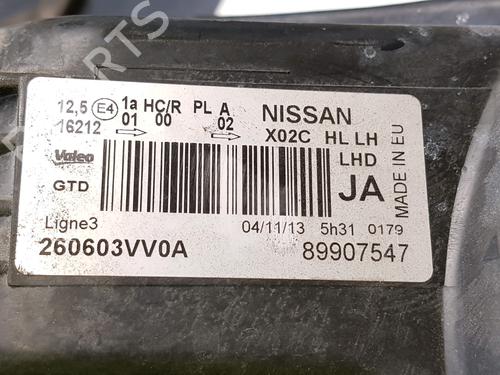 PARTS
12,5 E4 1a HC/R PL A NISSAN
16212 01 00 02 X02C HL LH
Valeo LHD
GTD JA
MADE IN EU
Ligne3 04/11/13 5h31 0179
260603VV0A 89907547